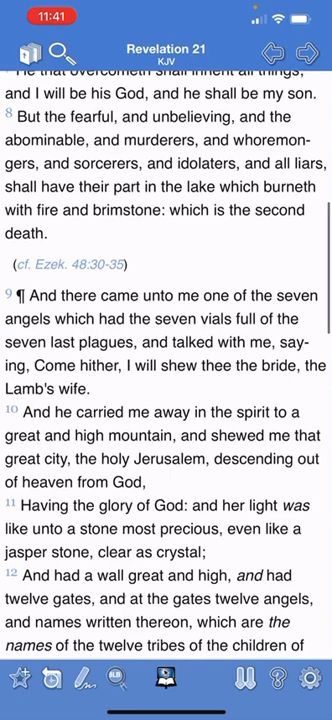 11:41
Revelation 21
KJV
7 He that overcometh shall inherit all things;
and I will be his God, and he shall be my son.
8 But the fearful, and unbelieving, and the
abominable, and murderers, and whoremon-
gers, and sorcerers, and idolaters, and all liars,
shall have their part in the lake which burneth
with fire and brimstone: which is the second
death.
(cf. Ezek. 48:30-35)
9 ¶ And there came unto me one of the seven
angels which had the seven vials full of the
seven last plagues, and talked with me, say-
ing, Come hither, I will shew thee the bride, the
Lamb's wife.
10 And he carried me away in the spirit to a
great and high mountain, and shewed me that
great city, the holy Jerusalem, descending out
of heaven from God,
11 Having the glory of God: and her light was
like unto a stone most precious, even like a
jasper stone, clear as crystal;
12 And had a wall great and high, and had
twelve gates, and at the gates twelve angels,
and names written thereon, which are the
names of the twelve tribes of the children of
BLB